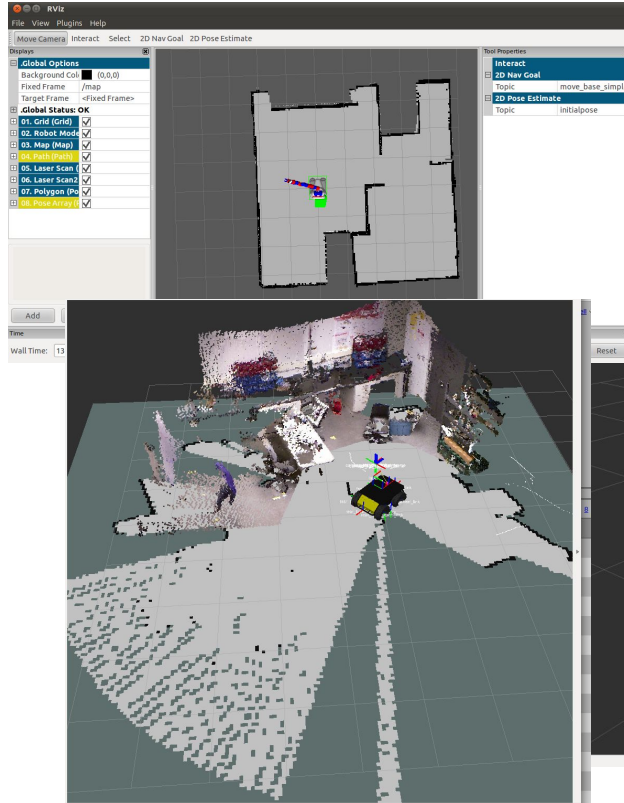 RViz
File View Plugins Help
Move Camera Interact Select 2D Nav Goal 2D Pose Estimate
Displays
.Global Options
Background Col (0,0,0)
Fixed Frame /map
Target Frame <Fixed Frame>
.Global Status: OK
01. Grid (Grid)
02. Robot Mode
03. Map (Map)
04. Path (Path)
05. Laser Scan (
06. Laser Scan2
07. Polygon (Po
08. Pose Array (P
Add
Time
Wall Time: 13
Tool Properties
Interact
2D Nav Goal
Topic move_base_simpl
2D Pose Estimate
Topic initialpose
Reset